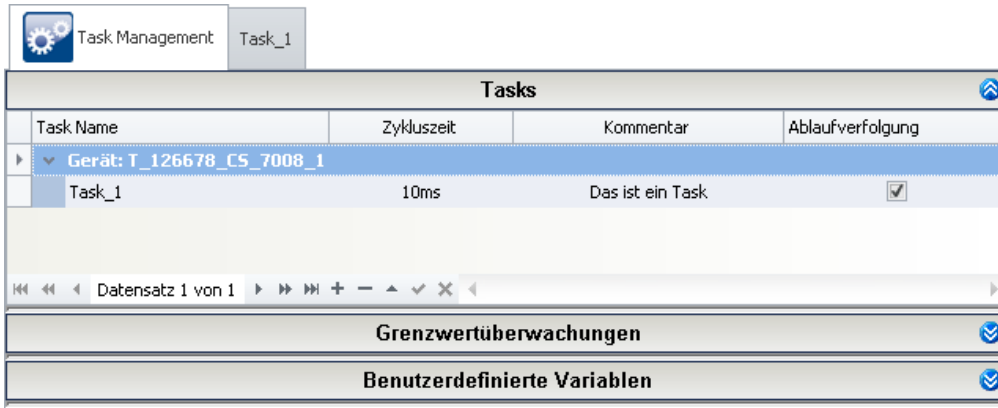 Task Management Task_1
Tasks
Task Name Zykluszeit Kommentar Ablaufverfolgung
Gerät: T_126678_CS_7008_1
Task_1 10ms Das ist ein Task
Datensatz 1 von 1
Grenzwertüberwachungen
Benutzerdefinierte Variablen